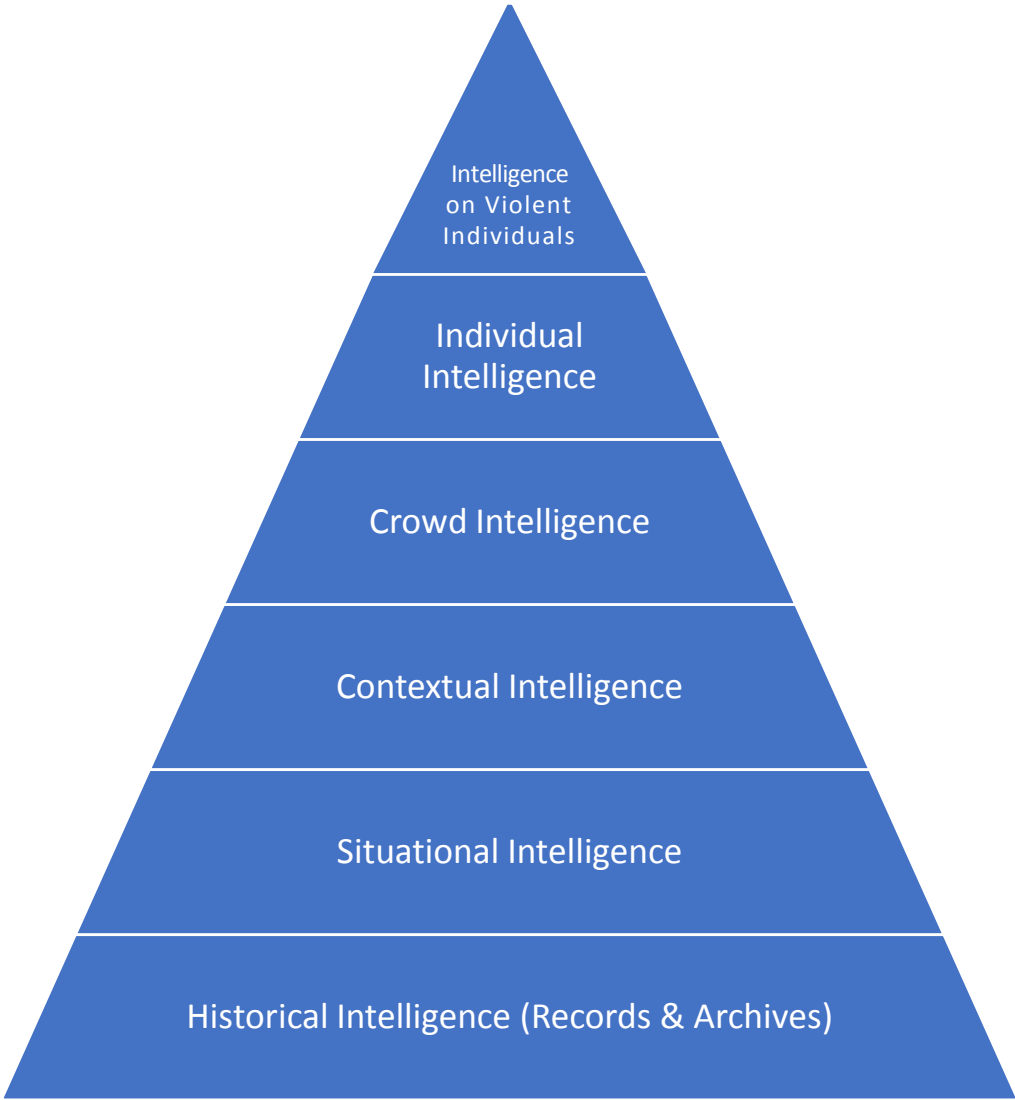 Intelligence
on Violent
Individuals
Individual
Intelligence
Crowd Intelligence
Contextual Intelligence
Situational Intelligence
Historical Intelligence (Records & Archives)